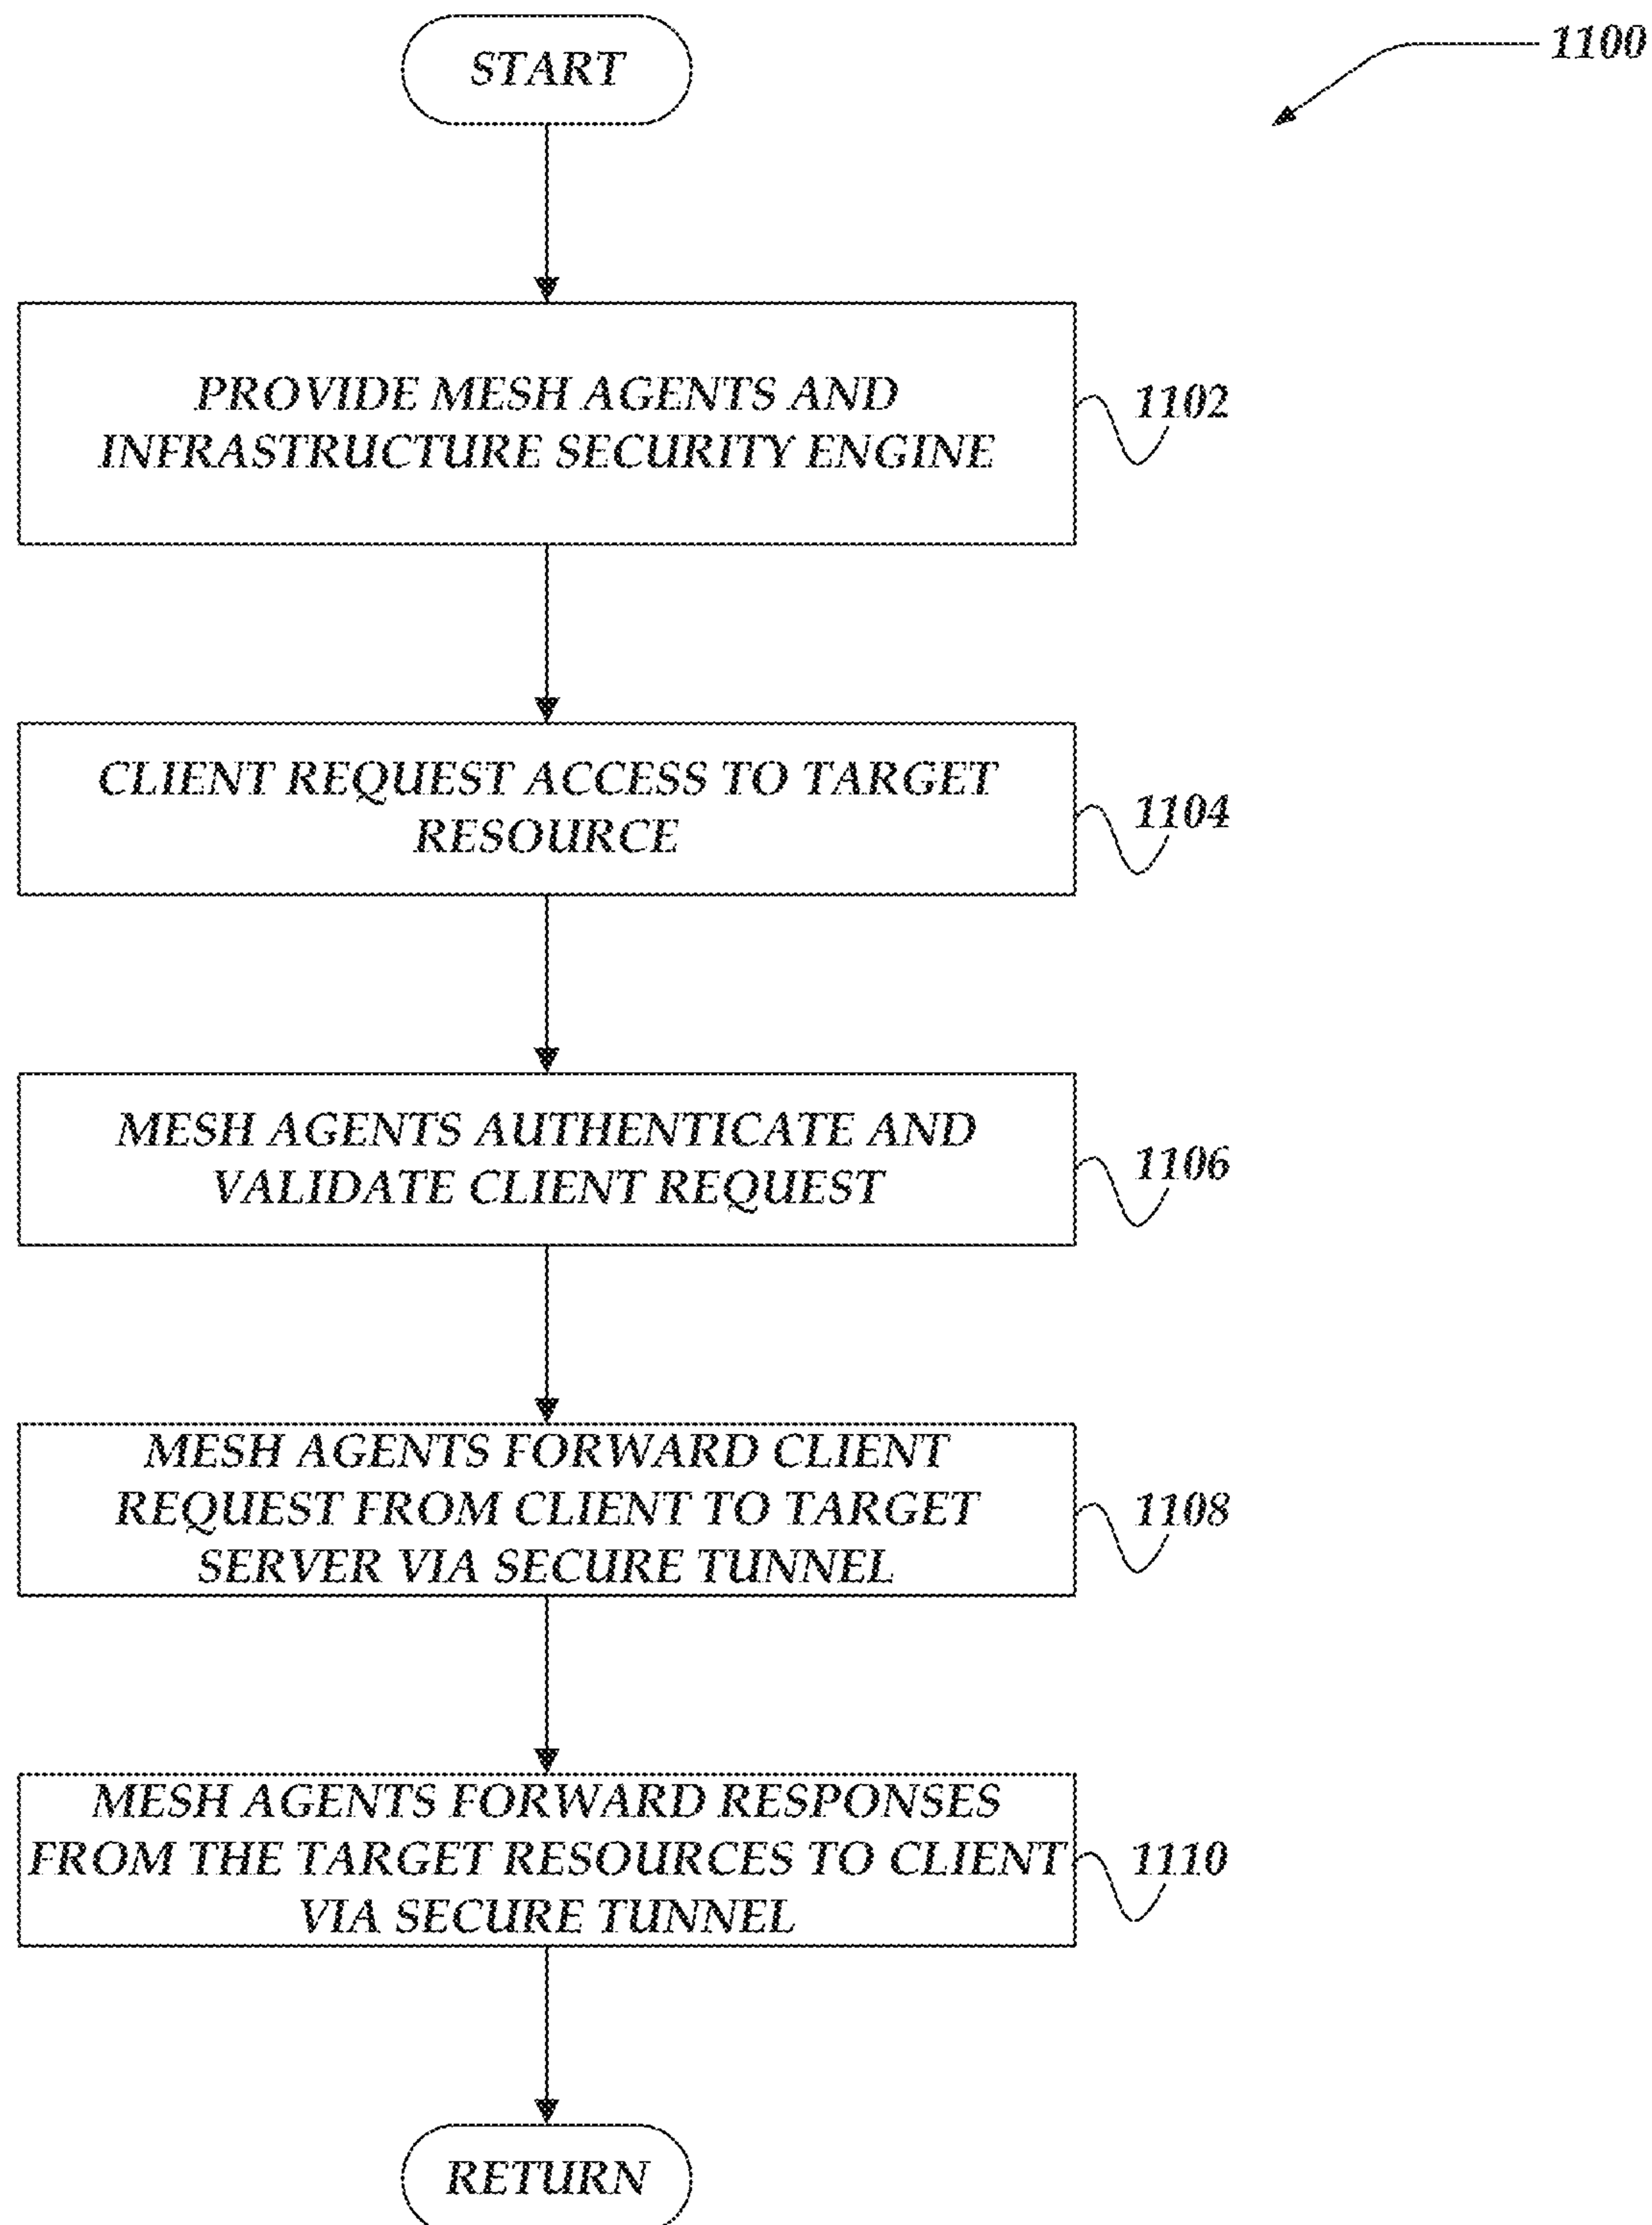 START
1100
PROVIDE MESH AGENTS AND
INFRASTRUCTURE SECURITY ENGINE
1102
CLIENT REQUEST ACCESS TO TARGET
RESOURCE
1104
MESH AGENTS AUTHENTICATE AND
VALIDATE CLIENT REQUEST
1106
MESH AGENTS FORWARD CLIENT
REQUEST FROM CLIENT TO TARGET
SERVER VIA SECURE TUNNEL
1108
MESH AGENTS FORWARD RESPONSES
FROM THE TARGET RESOURCES TO CLIENT
VIA SECURE TUNNEL
1110
RETURN